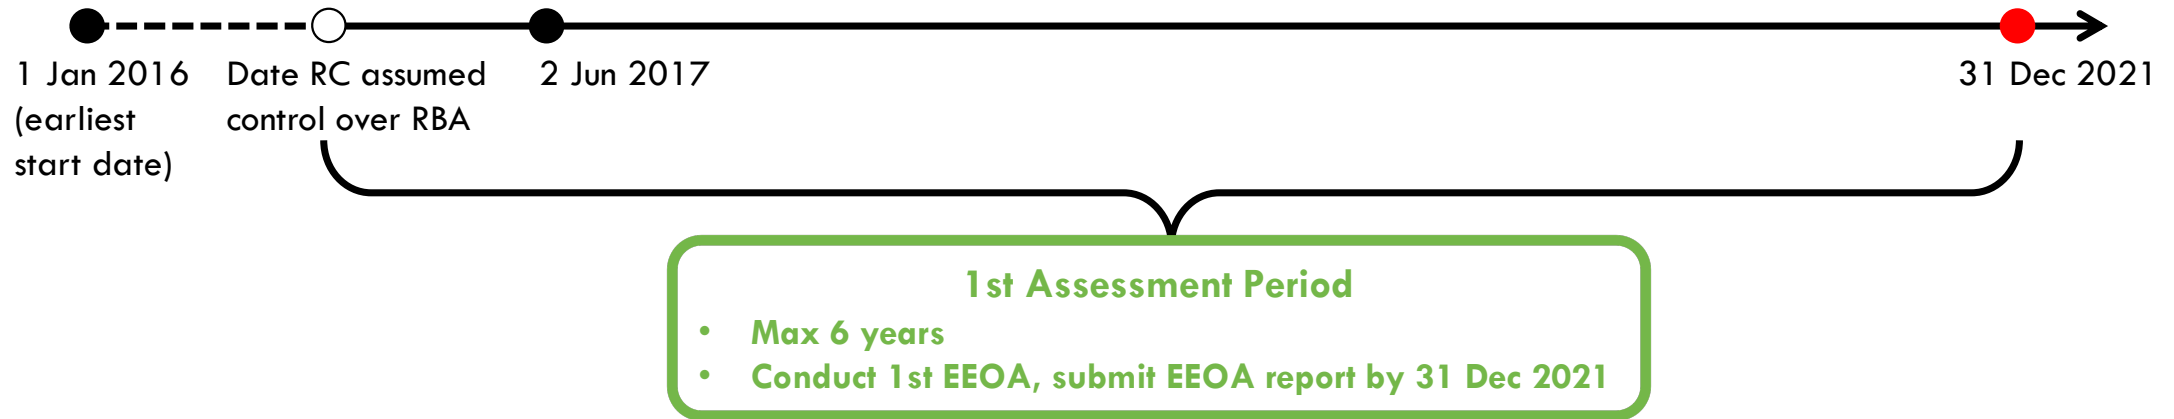 1 Jan 2016
(earliest
start date)
Date RC assumed
control over RBA
2 Jun 2017
31 Dec 2021
1st Assessment Period
• Max 6 years
• Conduct 1st EEOA, submit EEOA report by 31 Dec 2021